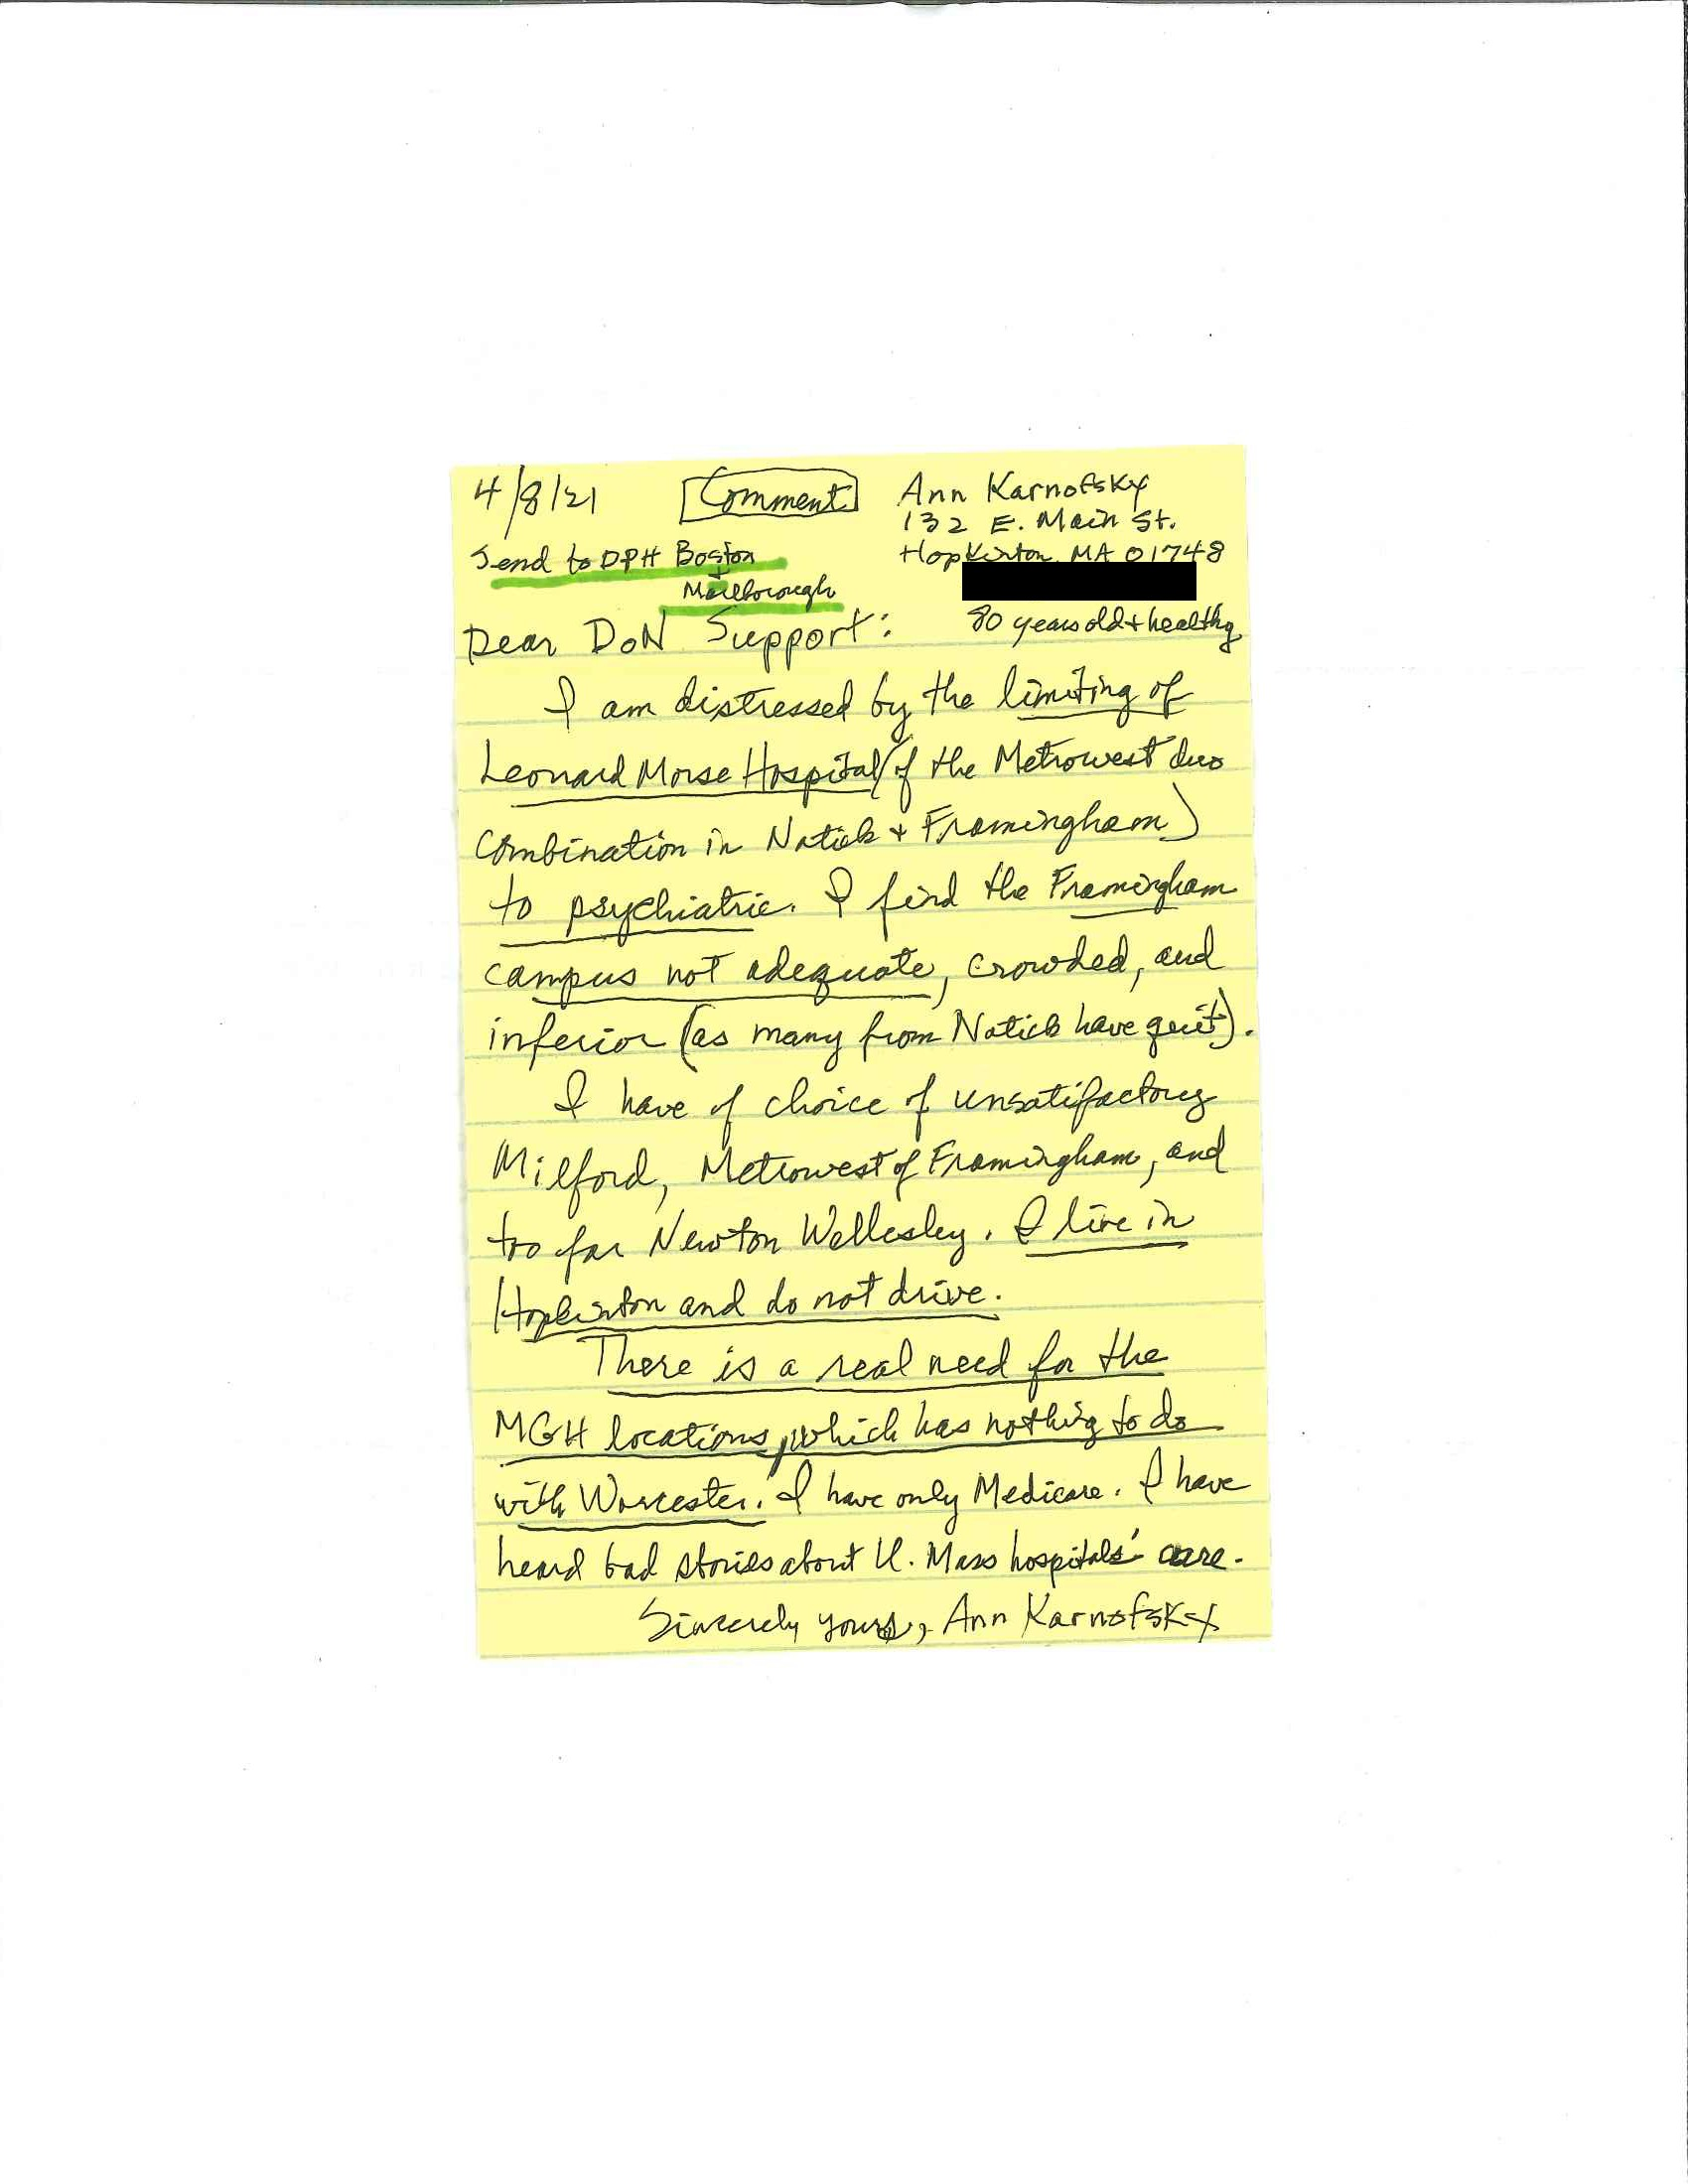 4/8/21 Comment Ann Karnofsky
132 E. Main St.
Send to DPH Boston Hopkinton, MA 01748
+
Marlborough
80 years old + healthy
Dear DoN Support:
I am distressed by the limiting of
Leonard Morse Hospital (of the Metrowest duo
combination in Natick + Framingham)
to psychiatric. I find the Framingham
campus not adequate, crowded, and
inferior (as many from Natick have quit).
I have of choice of unsatifactory
Milford, Metrowest of Framingham, and
too far Newton Wellesley. I live in
Hopkinton and do not drive.
There is a real need for the
MGH locations, which has nothing to do
with Worcester. I have only Medicare. I have
heard bad stories about U. Mass hospitals' care.
Sincerely yours, Ann Karnofsky